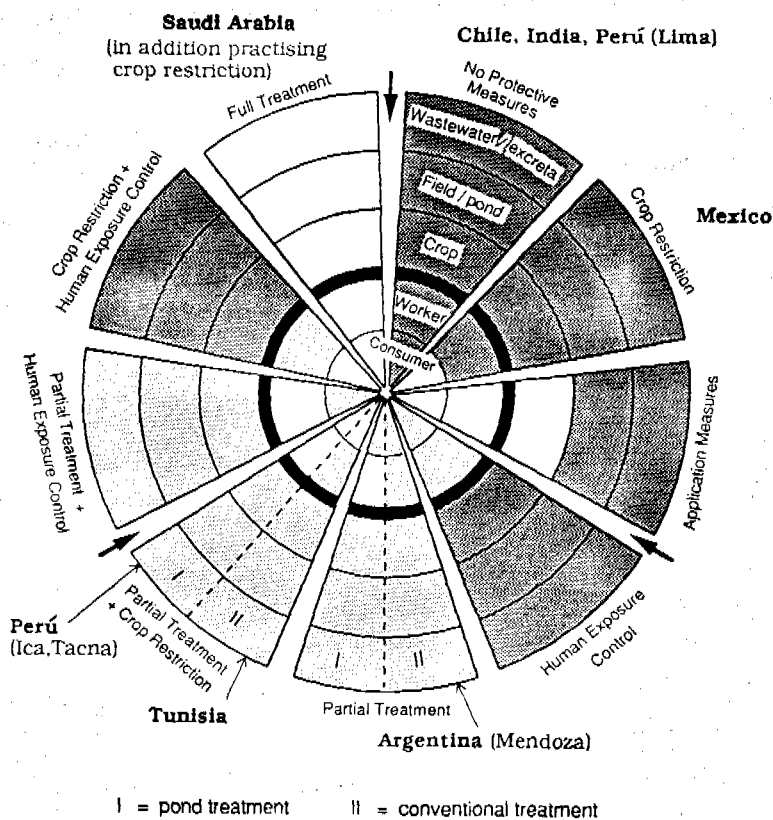 Saudi Arabia
(in addition practising
crop restriction)
Chile, India, Perú (Lima)
Full Treatment
No Protective
Measures
Wastewater/excreta
Field / pond
Crop
Worker
Consumer
Crop Restriction
Mexico
Application Measures
Human Exposure
Control
Partial Treatment
I
II
Argentina (Mendoza)
Partial Treatment
+ Crop Restriction
I
II
Tunisia
Perú
(Ica,Tacna)
Partial Treatment +
Human Exposure Control
Crop Restriction +
Human Exposure Control
I = pond treatment
II = conventional treatment